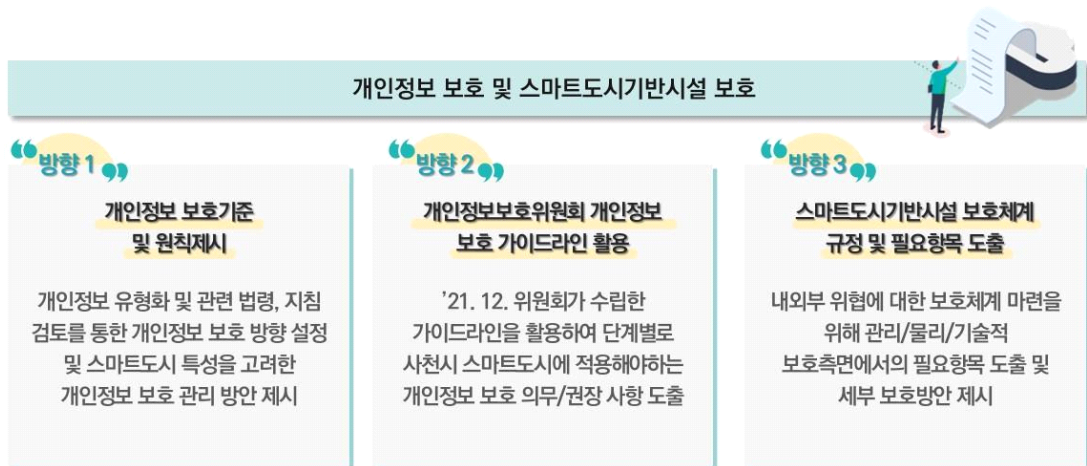 개인정보 보호 및 스마트도시기반시설 보호
방향 1
개인정보 보호기준
및 원칙제시
개인정보 유형화 및 관련 법령, 지침
검토를 통한 개인정보 보호 방향 설정
및 스마트도시 특성을 고려한
개인정보 보호 관리 방안 제시
방향 2
개인정보보호위원회 개인정보
보호 가이드라인 활용
’21. 12. 위원회가 수립한
가이드라인을 활용하여 단계별로
사천시 스마트도시에 적용해야하는
개인정보 보호 의무/권장 사항 도출
방향 3
스마트도시기반시설 보호체계
규정 및 필요항목 도출
내외부 위협에 대한 보호체계 마련을
위해 관리/물리/기술적
보호측면에서의 필요항목 도출 및
세부 보호방안 제시